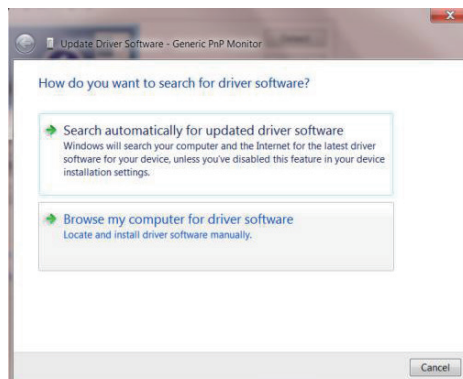 Update Driver Software - Generic PnP Monitor
How do you want to search for driver software?
Search automatically for updated driver software
Windows will search your computer and the Internet for the latest driver
software for your device, unless you've disabled this feature in your device
installation settings.
Browse my computer for driver software
Locate and install driver software manually.
Cancel